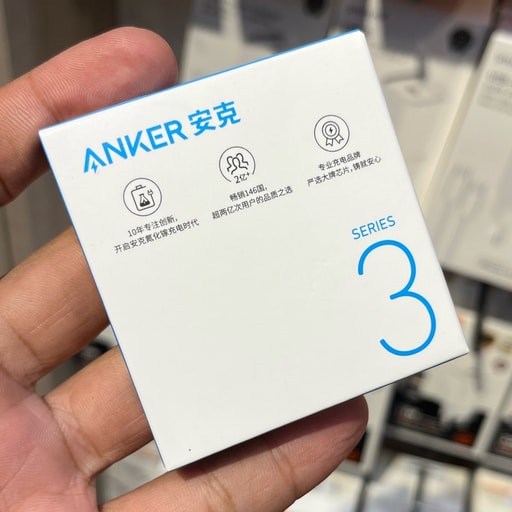 ANKER 安克
10年专注创新,
开启安克氮化镓充电时代
2亿+
畅销146国,
超两亿次用户的品质之选
专业充电品牌
严选大牌芯片,铸就安心
SERIES
3